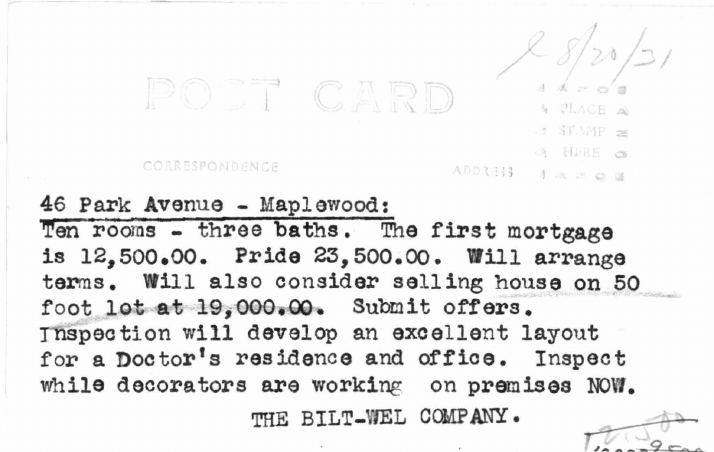 8/20/31
POST CARD
PLACE
STAMP
HERE
CORRESPONDENCE ADDRESS
46 Park Avenue - Maplewood:
Ten rooms - three baths. The first mortgage
is 12,500.00. Pride 23,500.00. Will arrange
terms. Will also consider selling house on 50
foot lot at 19,000.00. Submit offers.
Inspection will develop an excellent layout
for a Doctor's residence and office. Inspect
while decorators are working on premises NOW.
THE BILT-WEL COMPANY.